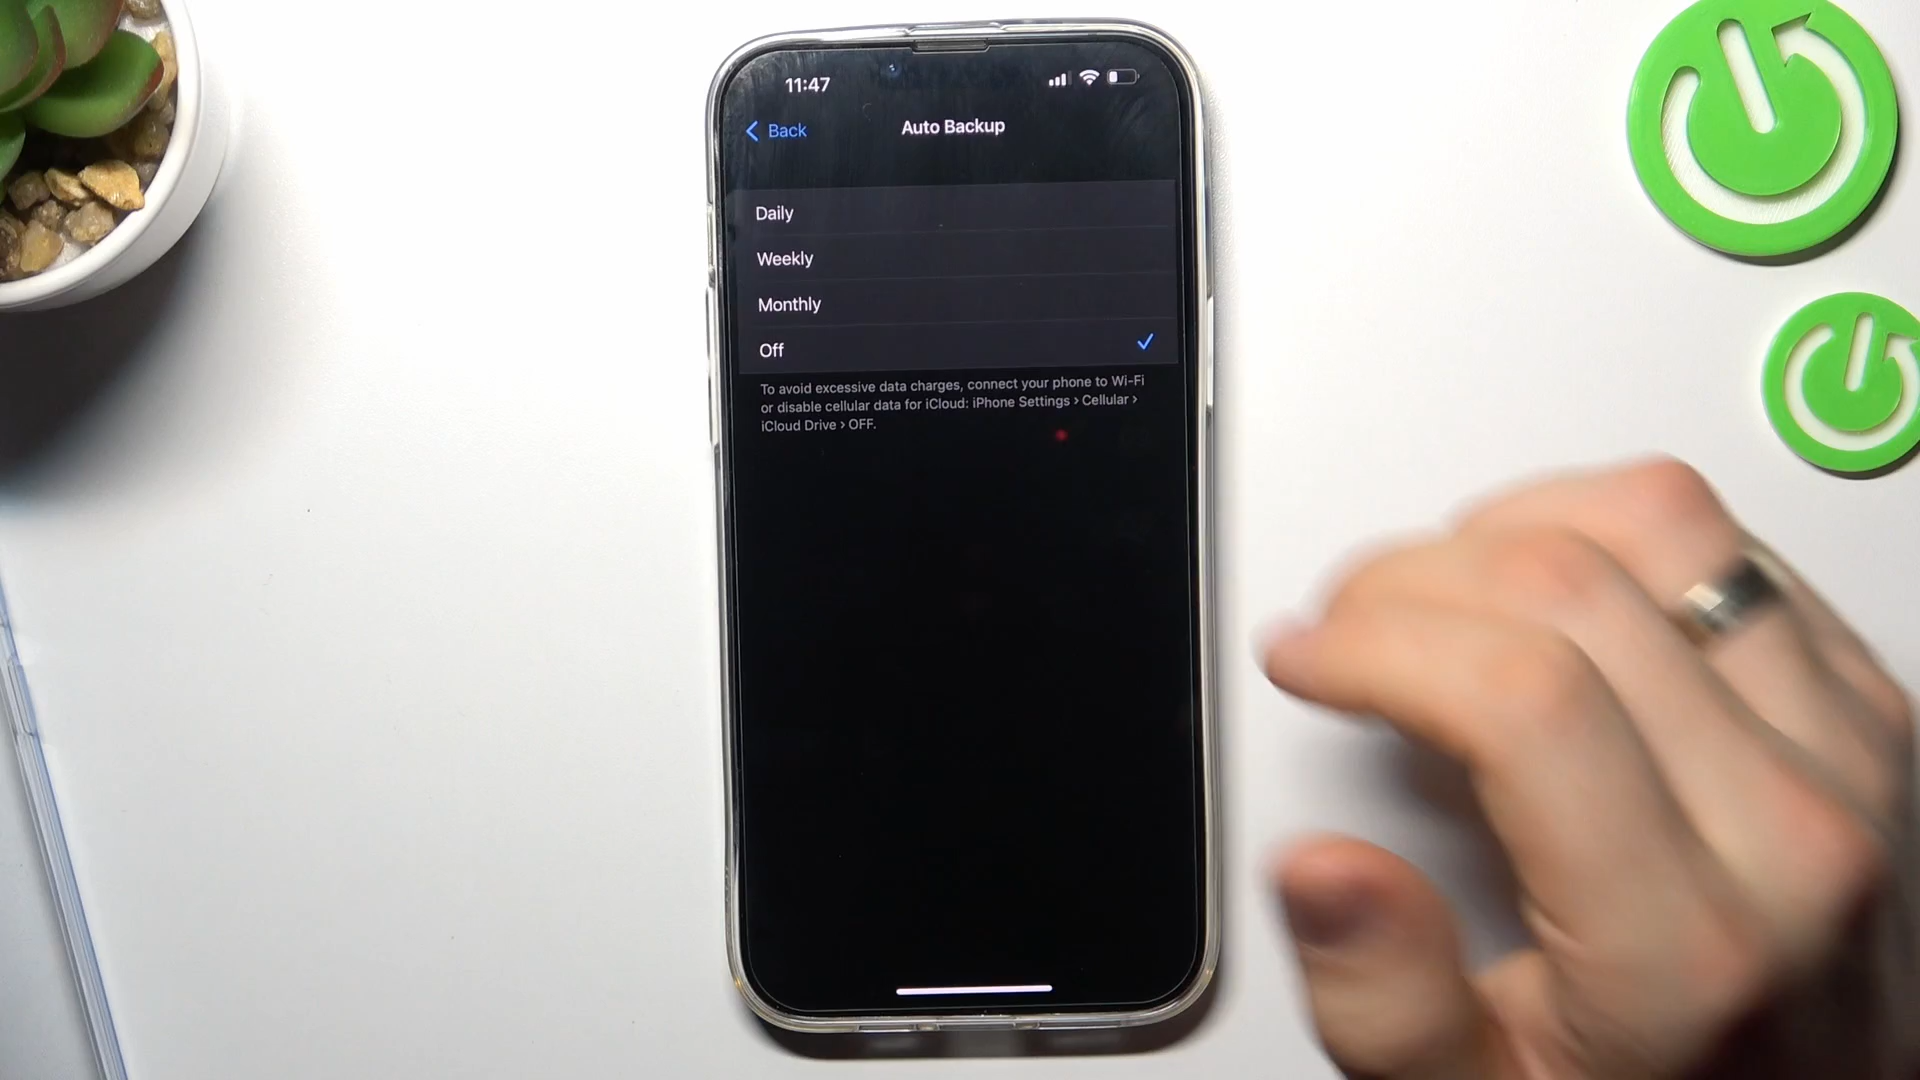 11:47
Back
Auto Backup
Daily
Weekly
Monthly
Off
To avoid excessive data charges, connect your phone to Wi-Fi
or disable cellular data for iCloud: iPhone Settings › Cellular ›
iCloud Drive › OFF.